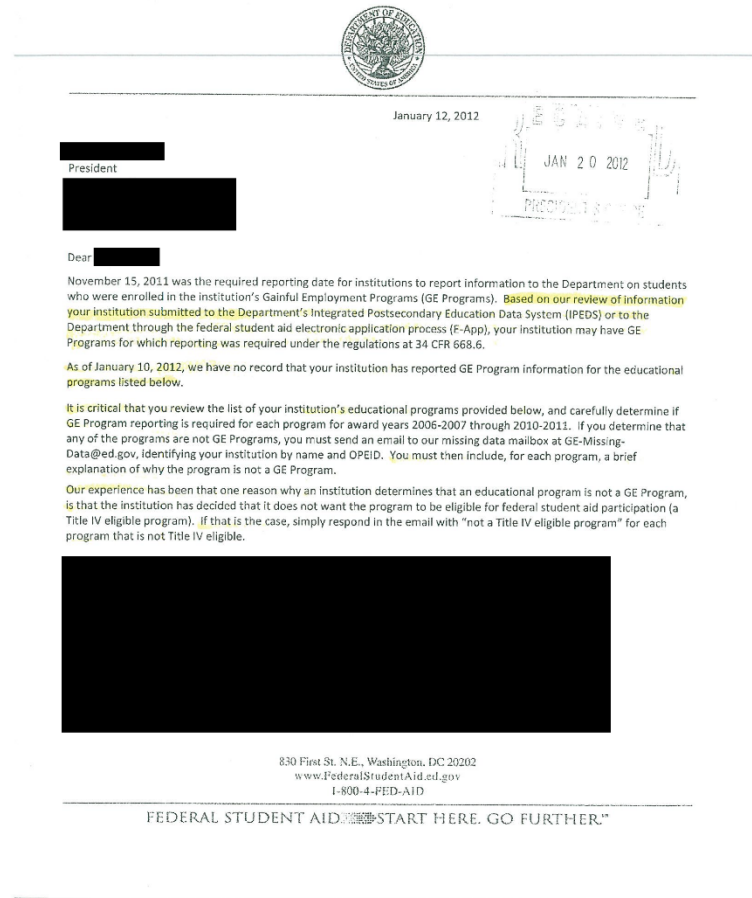 DEPARTMENT OF EDUCATION
UNITED STATES OF AMERICA
January 12, 2012
JAN 20 2012
President
Dear
November 15, 2011 was the required reporting date for institutions to report information to the Department on students
who were enrolled in the institution's Gainful Employment Programs (GE Programs). Based on our review of information
your institution submitted to the Department's Integrated Postsecondary Education Data System (IPEDS) or to the
Department through the federal student aid electronic application process (E-App), your institution may have GE
Programs for which reporting was required under the regulations at 34 CFR 668.6.
As of January 10, 2012, we have no record that your institution has reported GE Program information for the educational
programs listed below.
It is critical that you review the list of your institution's educational programs provided below, and carefully determine if
GE Program reporting is required for each program for award years 2006-2007 through 2010-2011. If you determine that
any of the programs are not GE Programs, you must send an email to our missing data mailbox at GE-Missing-
Data@ed.gov, identifying your institution by name and OPEID. You must then include, for each program, a brief
explanation of why the program is not a GE Program.
Our experience has been that one reason why an institution determines that an educational program is not a GE Program,
is that the institution has decided that it does not want the program to be eligible for federal student aid participation (a
Title IV eligible program). If that is the case, simply respond in the email with "not a Title IV eligible program" for each
program that is not Title IV eligible.
830 First St. N.E., Washington, DC 20202
www.FederalStudentAid.ed.gov
1-800-4-FED-AID
FEDERAL STUDENT AID START HERE. GO FURTHER.℠